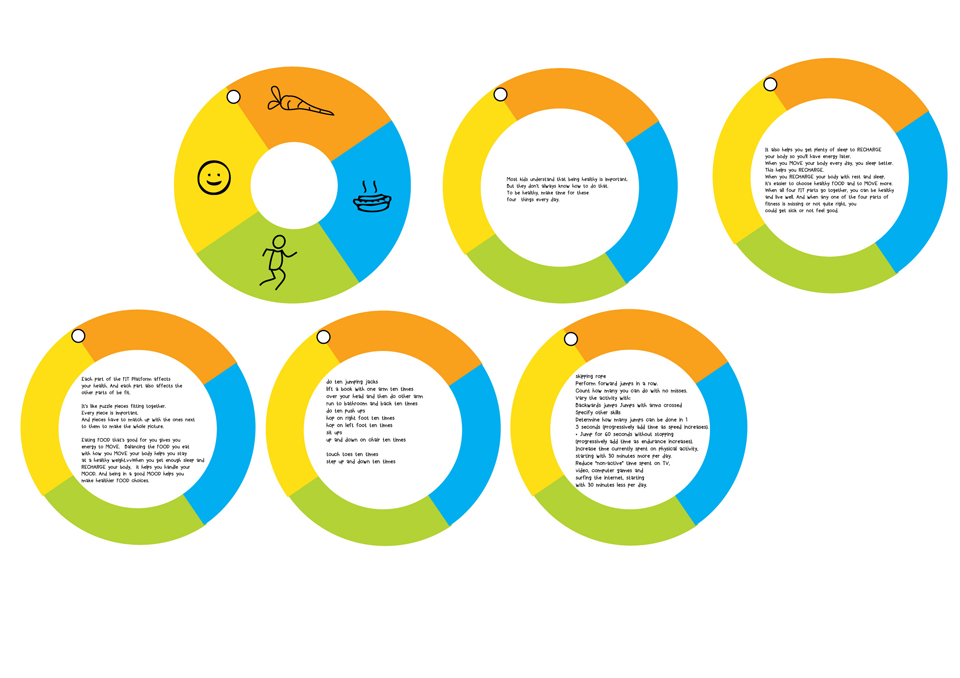 Most kids understand that being healthy is important.
But they don't always know how to do that.
To be healthy, make time for these
four things every day.
It also helps you get plenty of sleep to RECHARGE
your body so you'll have energy later.
When you MOVE your body every day, you sleep better.
This helps you RECHARGE.
When you RECHARGE your body with rest and sleep,
it's easier to choose healthy FOOD and to MOVE more.
When all four FIT parts go together, you can be healthy
and live well. And when any one of the four parts of
fitness is missing or not quite right, you
could get sick or not feel good.
Each part of the FIT Platform affects
your health. And each part also affects the
other parts of be fit.
It's like puzzle pieces fitting together.
Every piece is important.
And pieces have to match up with the ones next
to them to make the whole picture.
Eating FOOD that's good for you gives you
energy to MOVE. Balancing the FOOD you eat
with how you MOVE your body helps you stay
at a healthy weight.vvWhen you get enough sleep and
RECHARGE your body, it helps you handle your
MOOD. And being in a good MOOD helps you
make healthier FOOD choices.
do ten jumping jacks
lift a book with one arm ten times
over your head and then do other arm
run to bathroom and back ten times
do ten push ups
hop on right foot ten times
hop on left foot ten times
sit ups
up and down on chair ten times
touch toes ten times
step up and down ten times
skipping rope
Perform forward jumps in a row.
Count how many you can do with no misses.
Vary the activity with:
Backwards jumps Jumps with arms crossed
Specify other skills
Determine how many jumps can be done in 1
5 seconds (progressively add time as speed increases).
• Jump for 60 seconds without stopping
(progressively add time as endurance increases).
Increase time currently spent on physical activity,
starting with 30 minutes more per day.
Reduce "non-active" time spent on TV,
video, computer games and
surfing the internet, starting
with 30 minutes less per day.